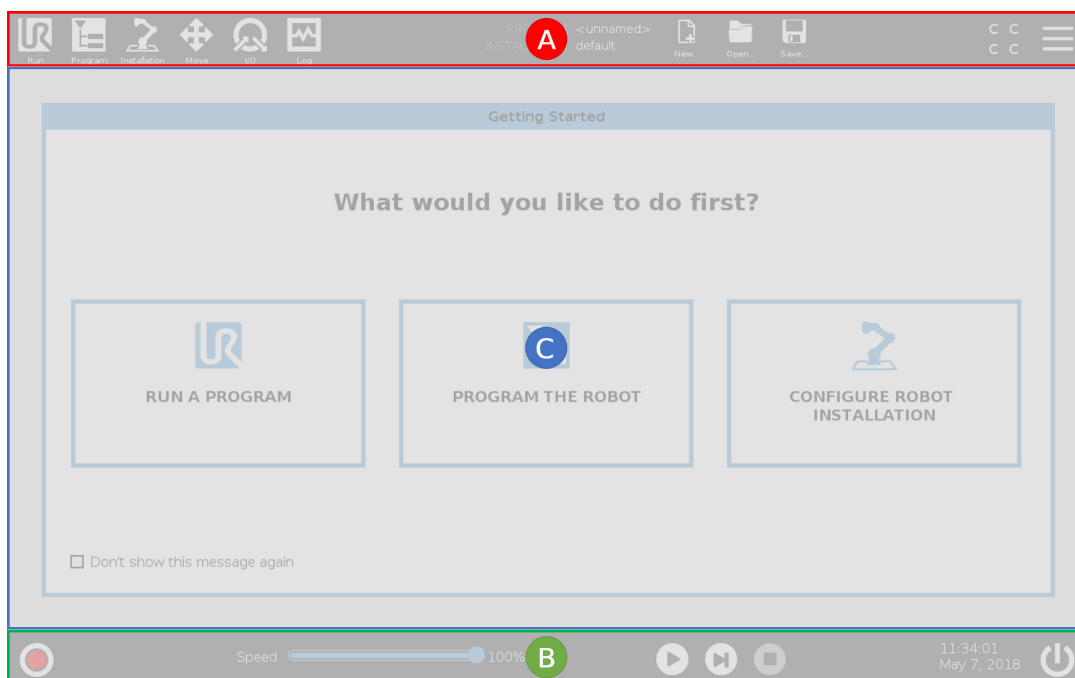 <unnamed>
default
A
C C
C C
Run
Program
Installation
Move
I/O
Log
New...
Open...
Save...
Getting Started
What would you like to do first?
C
RUN A PROGRAM
PROGRAM THE ROBOT
CONFIGURE ROBOT
INSTALLATION
Don't show this message again
Speed
100%
B
11:34:01
May 7, 2018